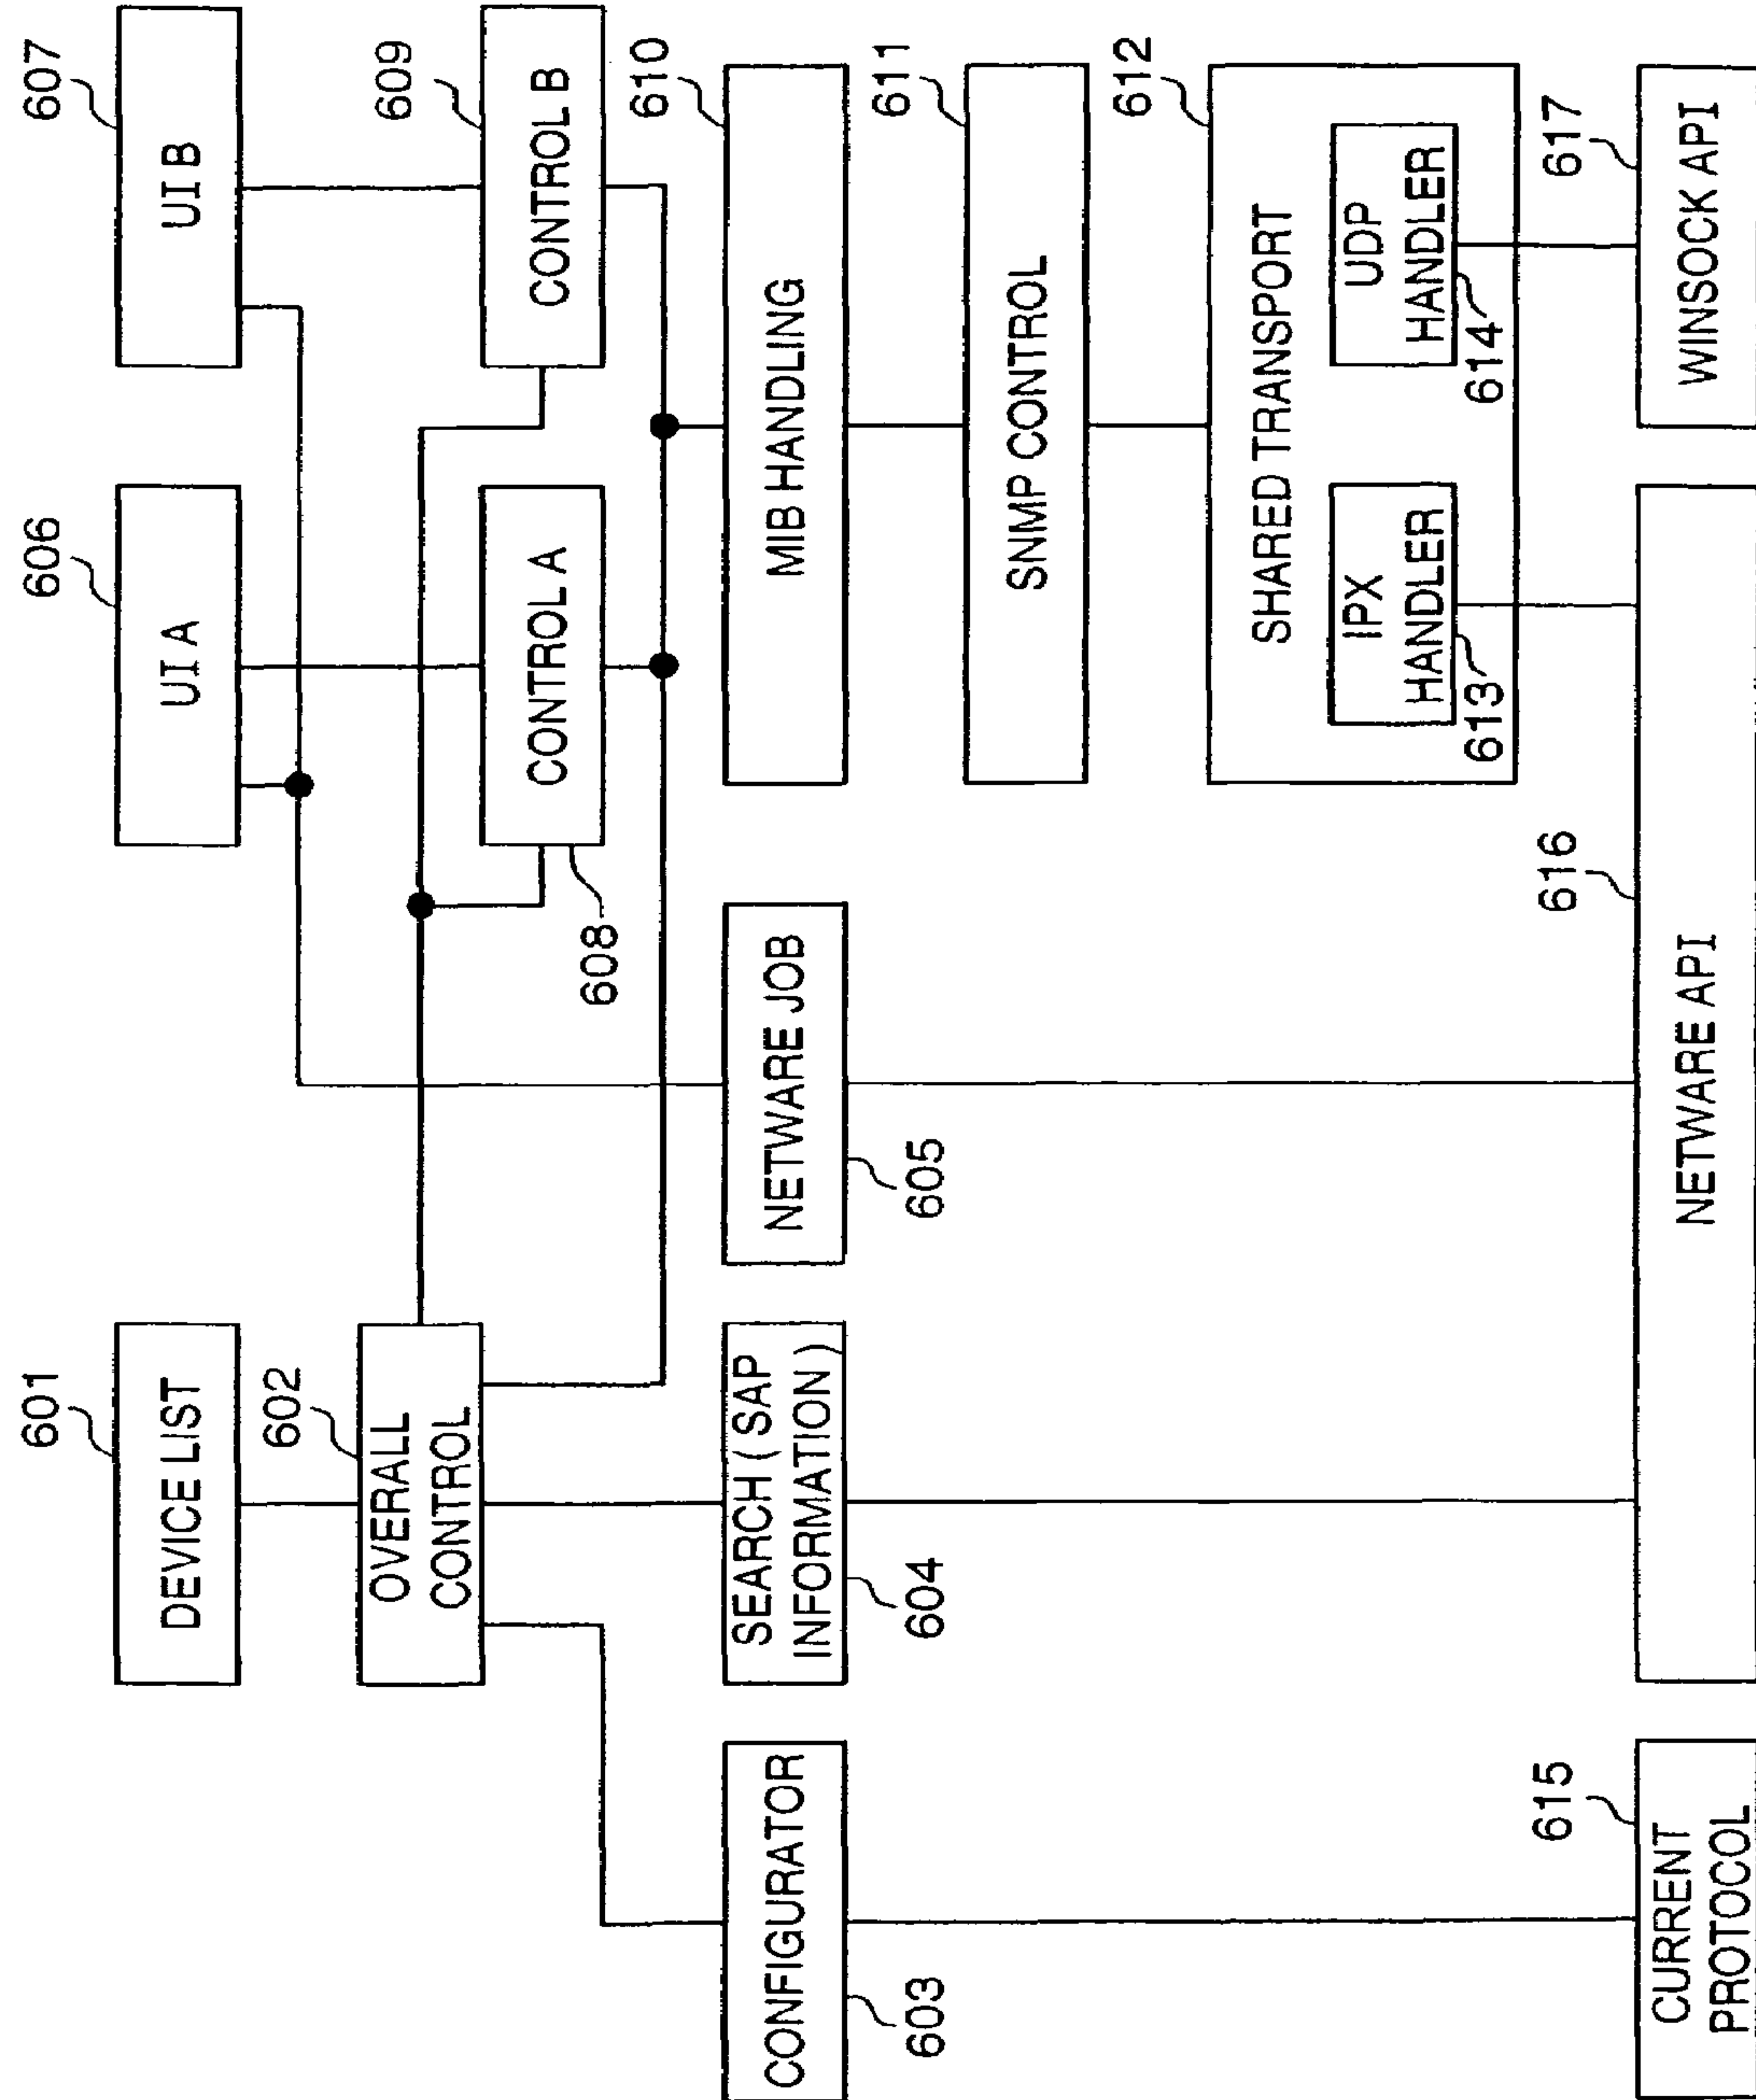 601
DEVICE LIST
606
UI A
607
UI B
602
OVERALL
CONTROL
608
CONTROL A
609
CONTROL B
603
CONFIGURATOR
604
SEARCH ( SAP
INFORMATION )
605
NETWARE JOB
610
MIB HANDLING
611
SNMP CONTROL
612
SHARED TRANSPORT
613
IPX
HANDLER
614
UDP
HANDLER
615
CURRENT
PROTOCOL
616
NETWARE API
617
WINSOCK API